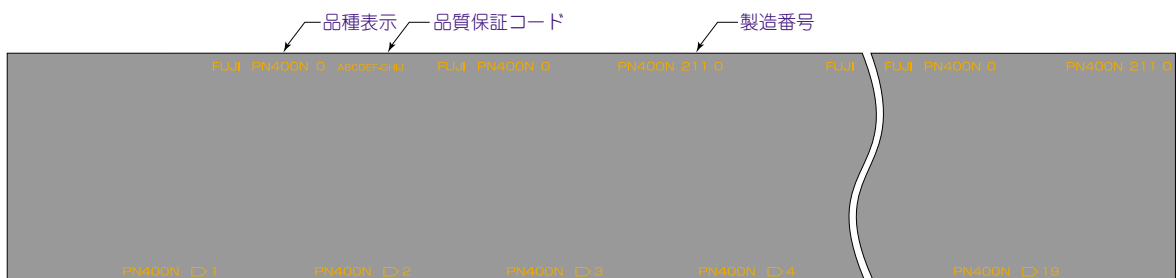 品種表示 品質保証コード 製造番号
FUJI PN400N 0 ABCDEFGHIJ FUJI PN400N 0 PN400N 211 0 FUJI FUJI PN400N 0 PN400N 211 0
PN400N 1 PN400N 2 PN400N 3 PN400N 4 PN400N 19